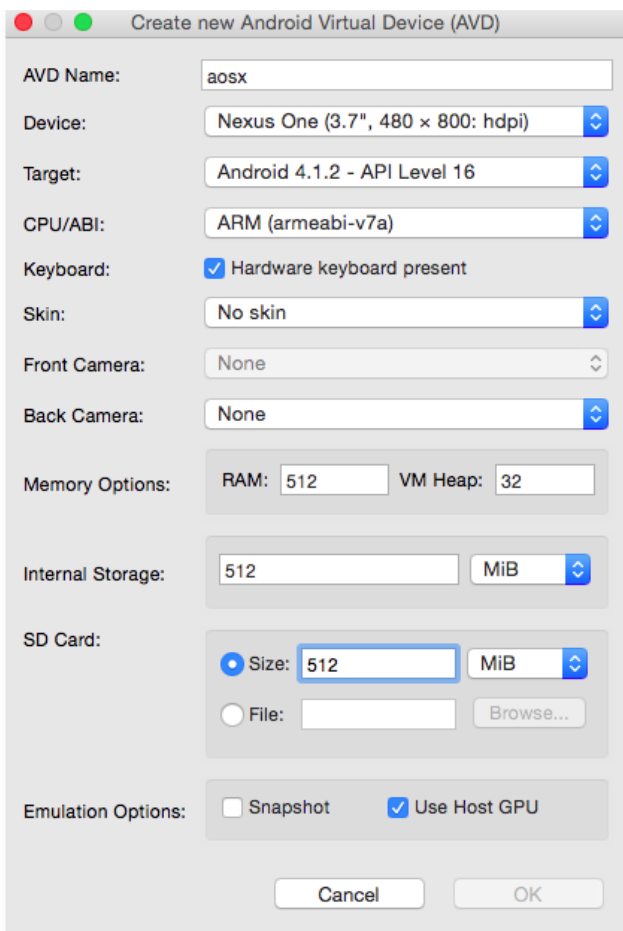 Create new Android Virtual Device (AVD)
AVD Name: aosx
Device: Nexus One (3.7", 480 × 800: hdpi)
Target: Android 4.1.2 - API Level 16
CPU/ABI: ARM (armeabi-v7a)
Keyboard: Hardware keyboard present
Skin: No skin
Front Camera: None
Back Camera: None
Memory Options: RAM: 512 VM Heap: 32
Internal Storage: 512 MiB
SD Card:
Size: 512 MiB
File: Browse...
Emulation Options: Snapshot Use Host GPU
Cancel OK